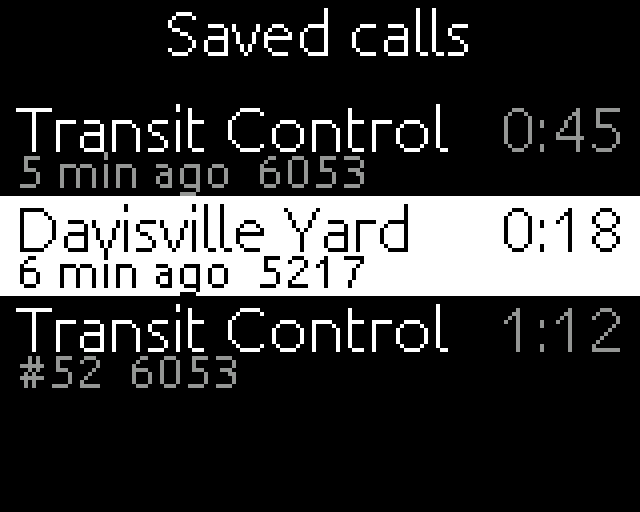 Saved calls
Transit Control 0:45
5 min ago 6053
Davisville Yard 0:18
6 min ago 5217
Transit Control 1:12
#52 6053